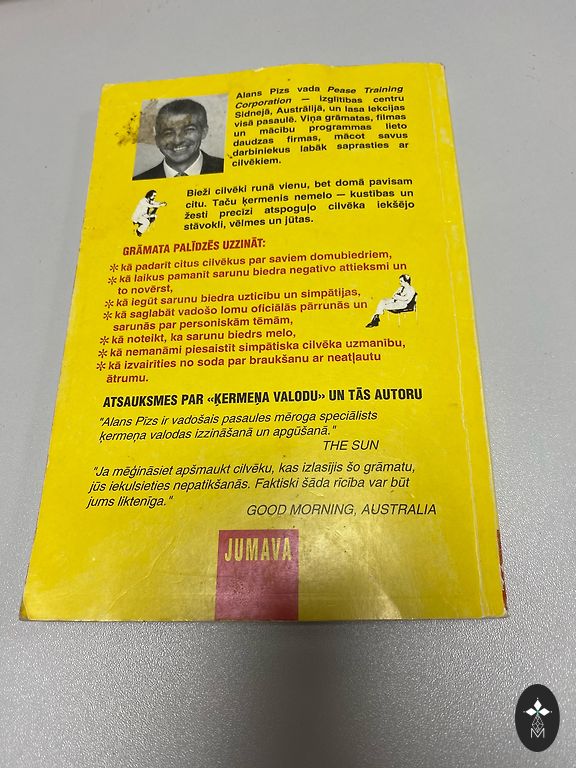 Alans Pīzs vada Pease Training
Corporation — izglītības centru
Sidnejā, Austrālijā, un lasa lekcijas
visā pasaulē. Viņa grāmatas, filmas
un mācību programmas lieto
daudzas firmas, mācot savus
darbiniekus labāk saprasties ar
cilvēkiem.
Bieži cilvēki runā vienu, bet domā pavisam
citu. Taču ķermenis nemelo — kustības un
žesti precīzi atspoguļo cilvēka iekšējo
stāvokli, vēlmes un jūtas.
GRĀMATA PALĪDZĒS UZZINĀT:
* kā padarīt citus cilvēkus par saviem domubiedriem,
* kā laikus pamanīt sarunu biedra negatīvo attieksmi un
to novērst,
* kā iegūt sarunu biedra uzticību un simpātijas,
* kā saglabāt vadošo lomu oficiālās pārrunās un
sarunās par personiskām tēmām,
* kā noteikt, ka sarunu biedrs melo,
* kā nemanāmi piesaistīt simpātiska cilvēka uzmanību,
* kā izvairīties no soda par braukšanu ar neatļautu
ātrumu.
ATSAUKSMES PAR «ĶERMEŅA VALODU» UN TĀS AUTORU
"Alans Pīzs ir vadošais pasaules mēroga speciālists
ķermeņa valodas izzināšanā un apgūšanā."
THE SUN
"Ja mēģināsiet apšmaukt cilvēku, kas izlasījis šo grāmatu,
jūs iekulsieties nepatikšanās. Faktiski šāda rīcība var būt
jums liktenīga."
GOOD MORNING, AUSTRALIA
JUMAVA
M